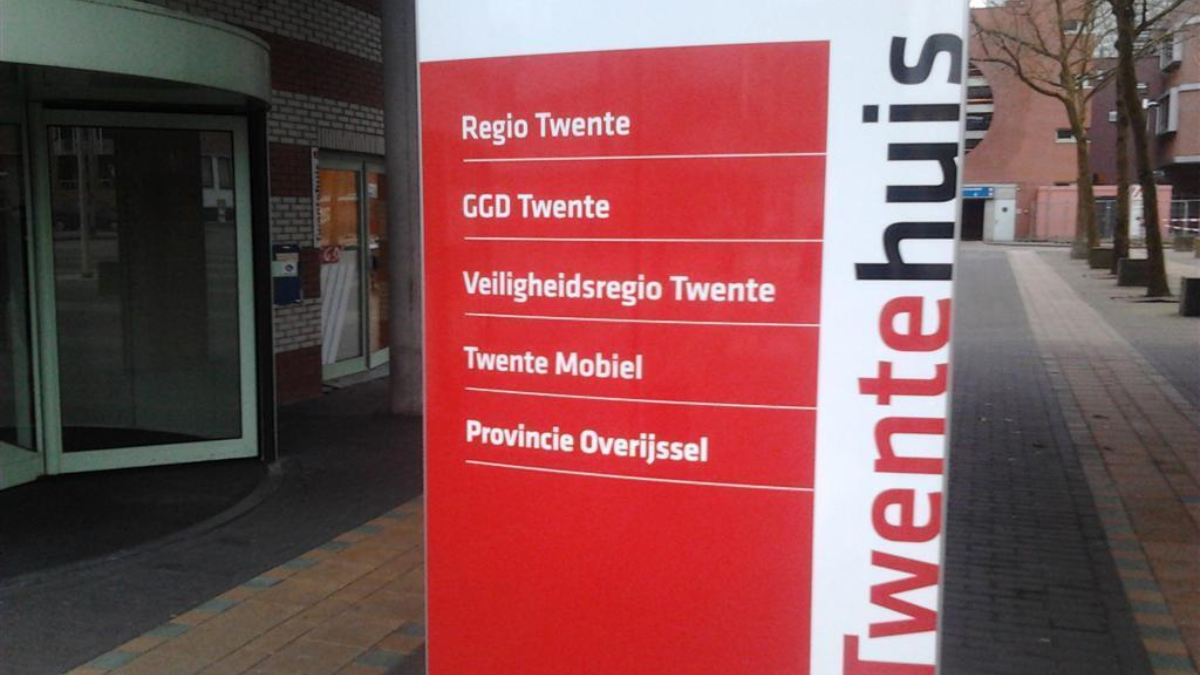 Regio Twente
GGD Twente
Veiligheidsregio Twente
Twente Mobiel
Provincie Overijssel
Twentehuis